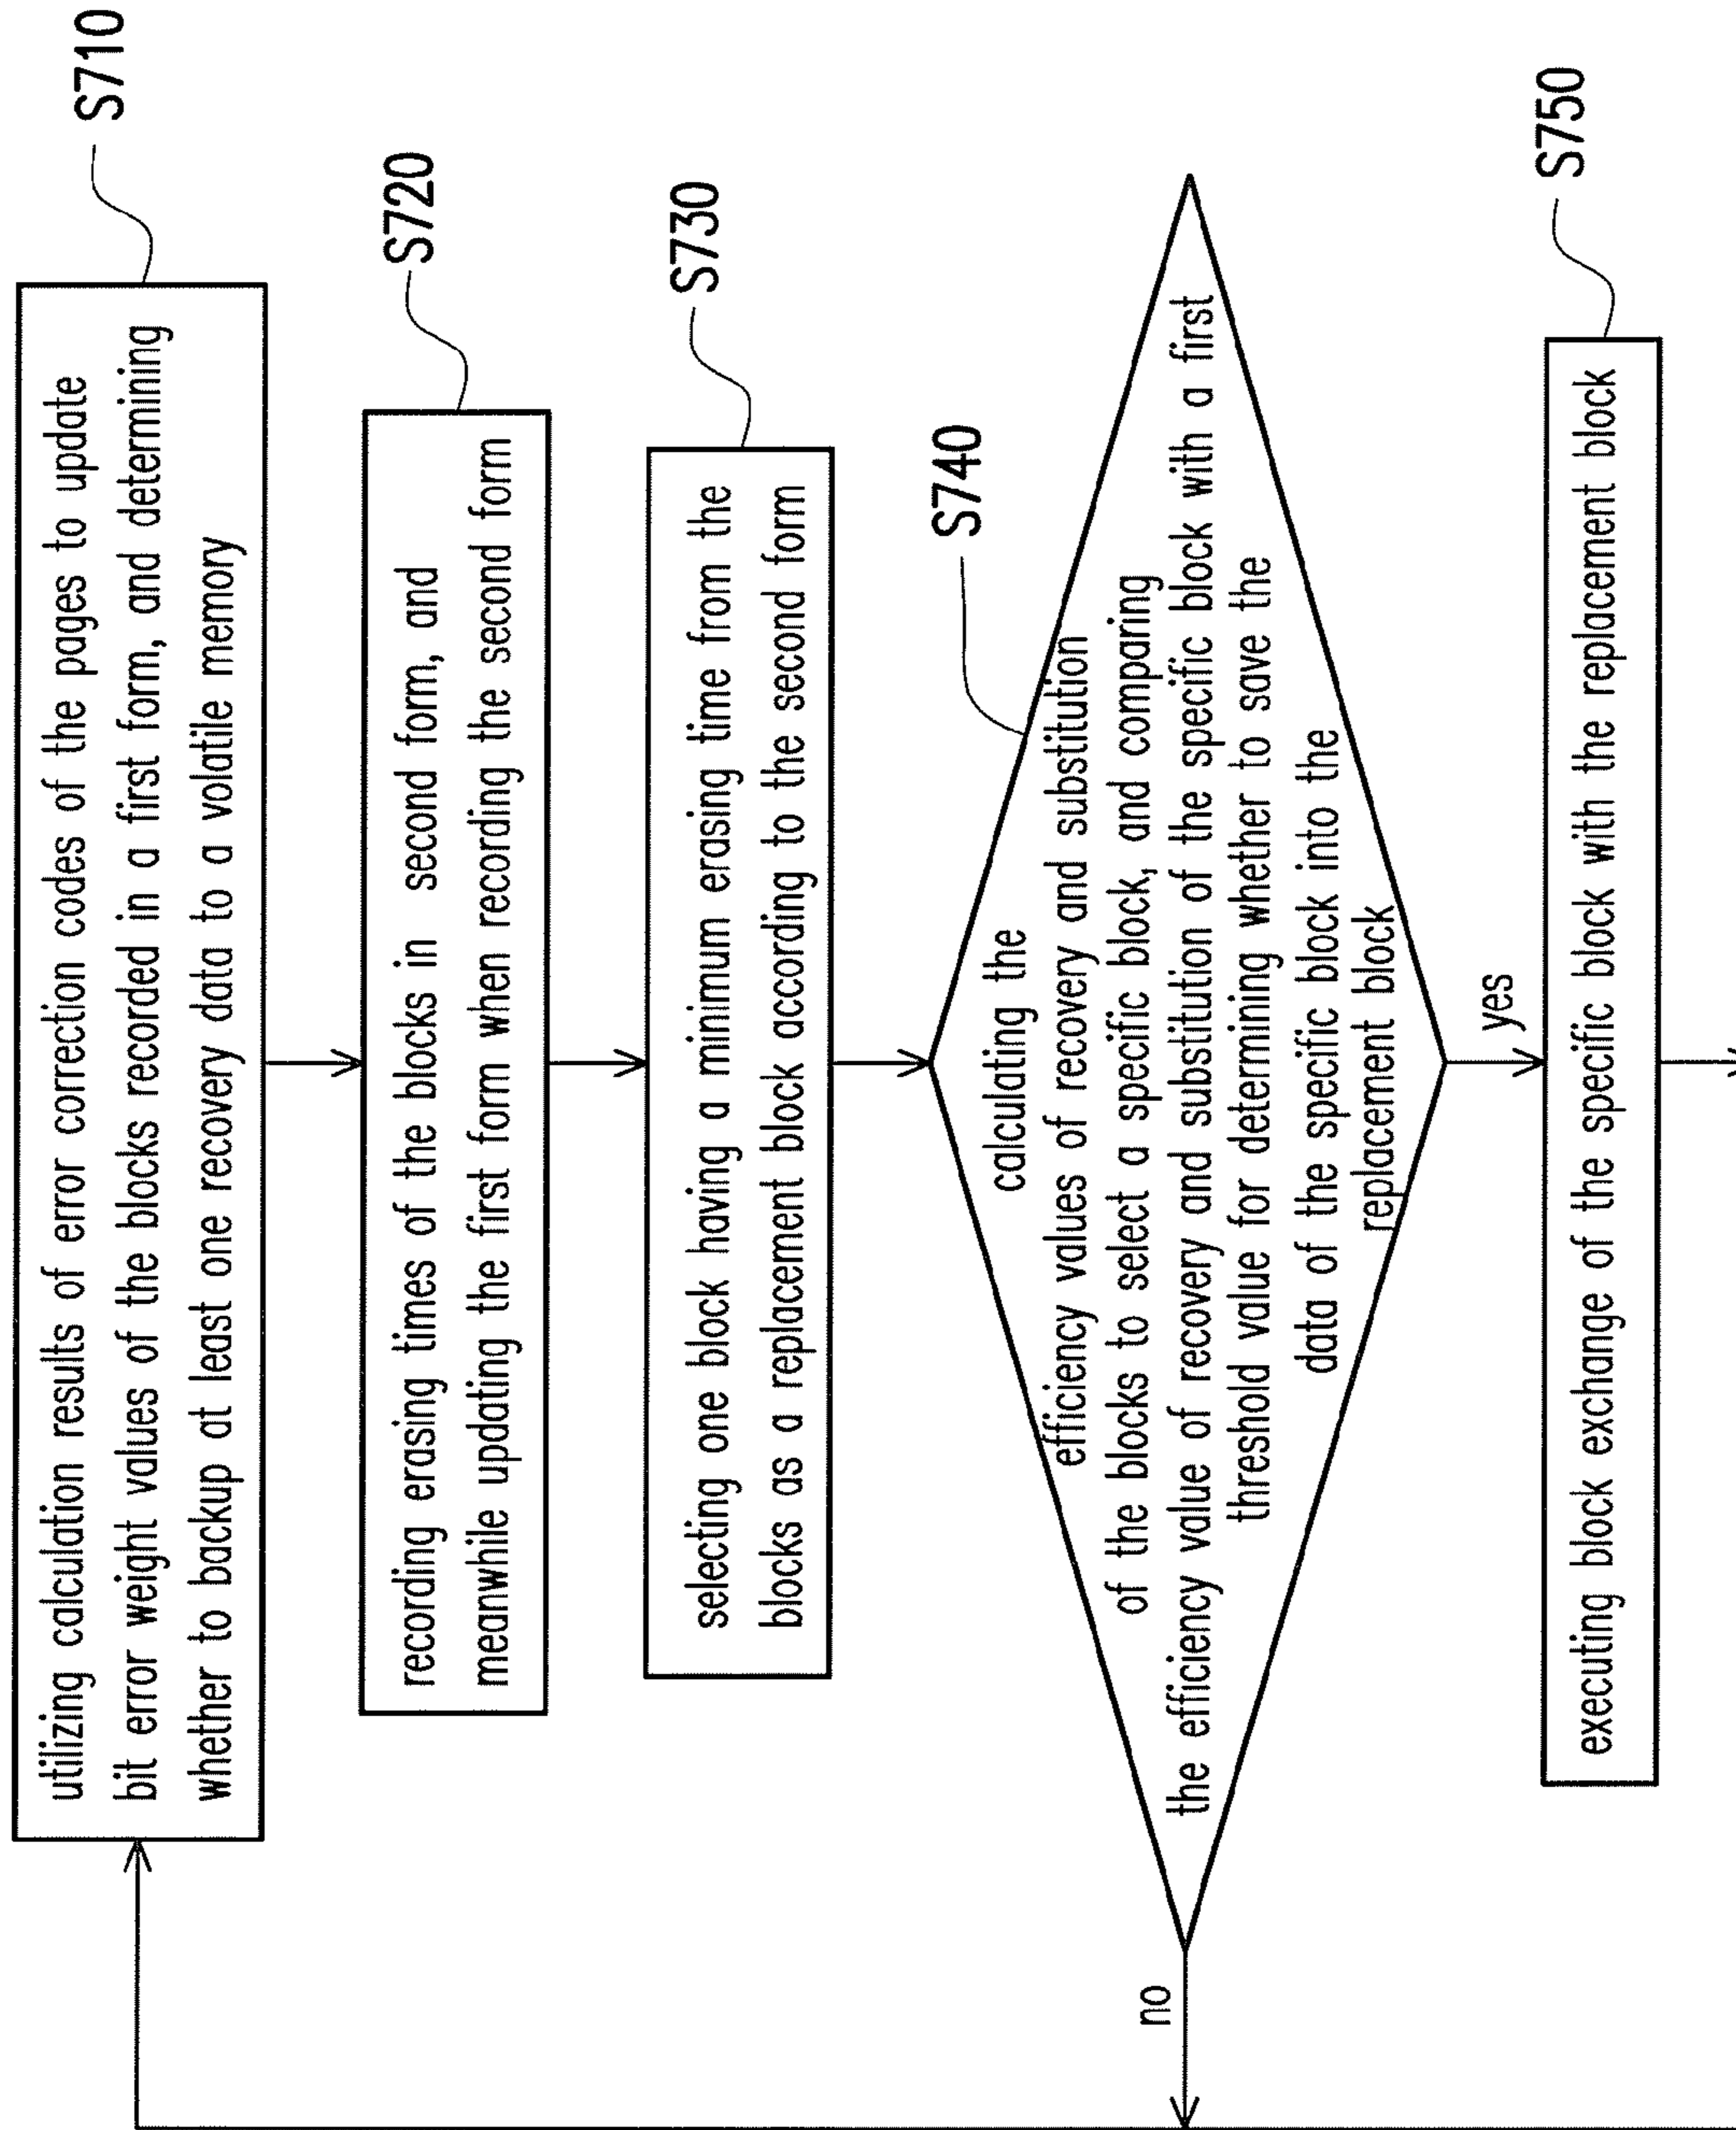 utilizing calculation results of error correction codes of the pages to update
bit error weight values of the blocks recorded in a first form, and determining
whether to backup at least one recovery data to a volatile memory
S710
recording erasing times of the blocks in second form, and
meanwhile updating the first form when recording the second form
S720
selecting one block having a minimum erasing time from the
blocks as a replacement block according to the second form
S730
calculating the
efficiency values of recovery and substitution
of the blocks to select a specific block, and comparing
the efficiency value of recovery and substitution of the specific block with a first
threshold value for determining whether to save the
data of the specific block into the
replacement block
S740
no
yes
executing block exchange of the specific block with the replacement block
S750